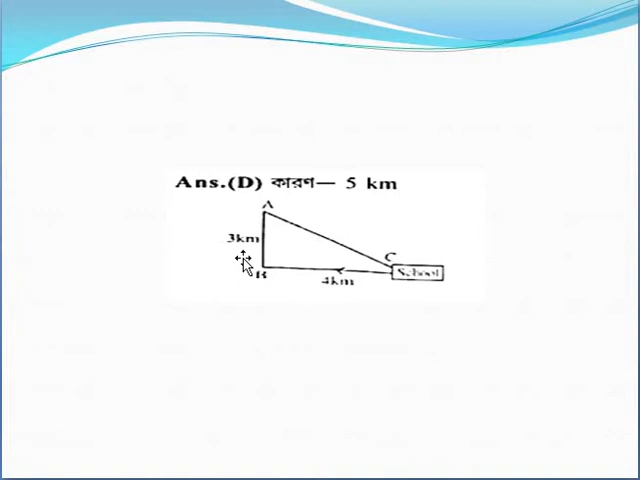 Ans.(D) কারণ— 5 km
A
3km
C
B
School
4km